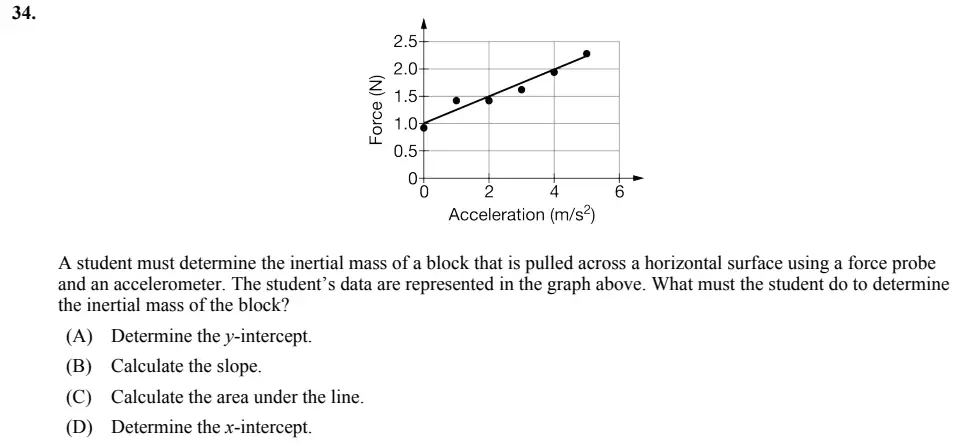 34.
2.5
2.0
1.5
1.0
0.5
0
Force (N)
0 2 4 6
Acceleration (m/s²)
A student must determine the inertial mass of a block that is pulled across a horizontal surface using a force probe
and an accelerometer. The student’s data are represented in the graph above. What must the student do to determine
the inertial mass of the block?
(A) Determine the y-intercept.
(B) Calculate the slope.
(C) Calculate the area under the line.
(D) Determine the x-intercept.